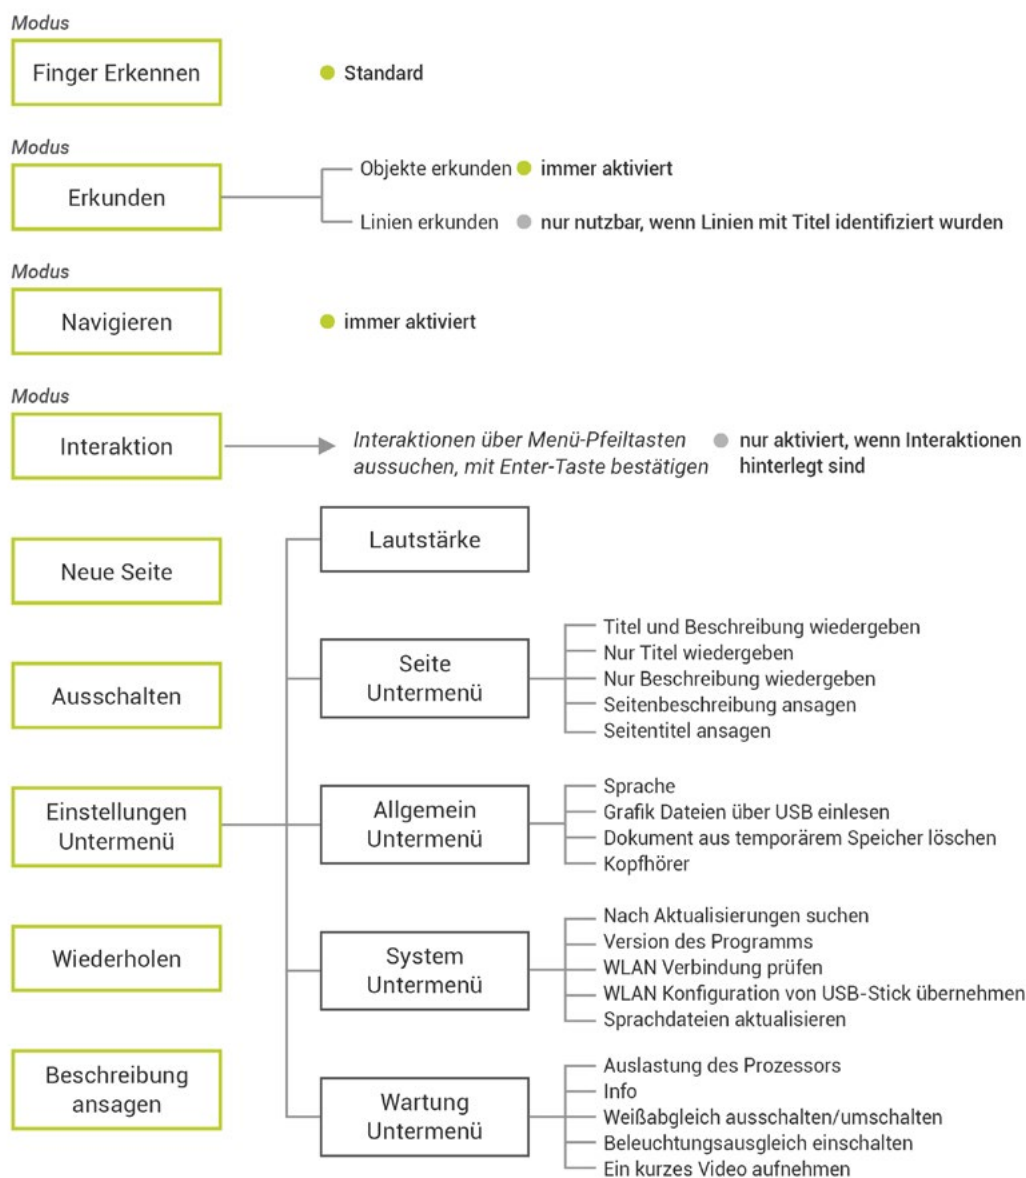 Modus
Finger Erkennen
Standard
Modus
Erkunden
Objekte erkunden
immer aktiviert
Linien erkunden
nur nutzbar, wenn Linien mit Titel identifiziert wurden
Modus
Navigieren
immer aktiviert
Modus
Interaktion
Interaktionen über Menü-Pfeiltasten
aussuchen, mit Enter-Taste bestätigen
nur aktiviert, wenn Interaktionen
hinterlegt sind
Neue Seite
Ausschalten
Einstellungen
Untermenü
Lautstärke
Seite
Untermenü
Titel und Beschreibung wiedergeben
Nur Titel wiedergeben
Nur Beschreibung wiedergeben
Seitenbeschreibung ansagen
Seitentitel ansagen
Allgemein
Untermenü
Sprache
Grafik Dateien über USB einlesen
Dokument aus temporärem Speicher löschen
Kopfhörer
System
Untermenü
Nach Aktualisierungen suchen
Version des Programms
WLAN Verbindung prüfen
WLAN Konfiguration von USB-Stick übernehmen
Sprachdateien aktualisieren
Wartung
Untermenü
Auslastung des Prozessors
Info
Weißabgleich ausschalten/umschalten
Beleuchtungsausgleich einschalten
Ein kurzes Video aufnehmen
Wiederholen
Beschreibung
ansagen